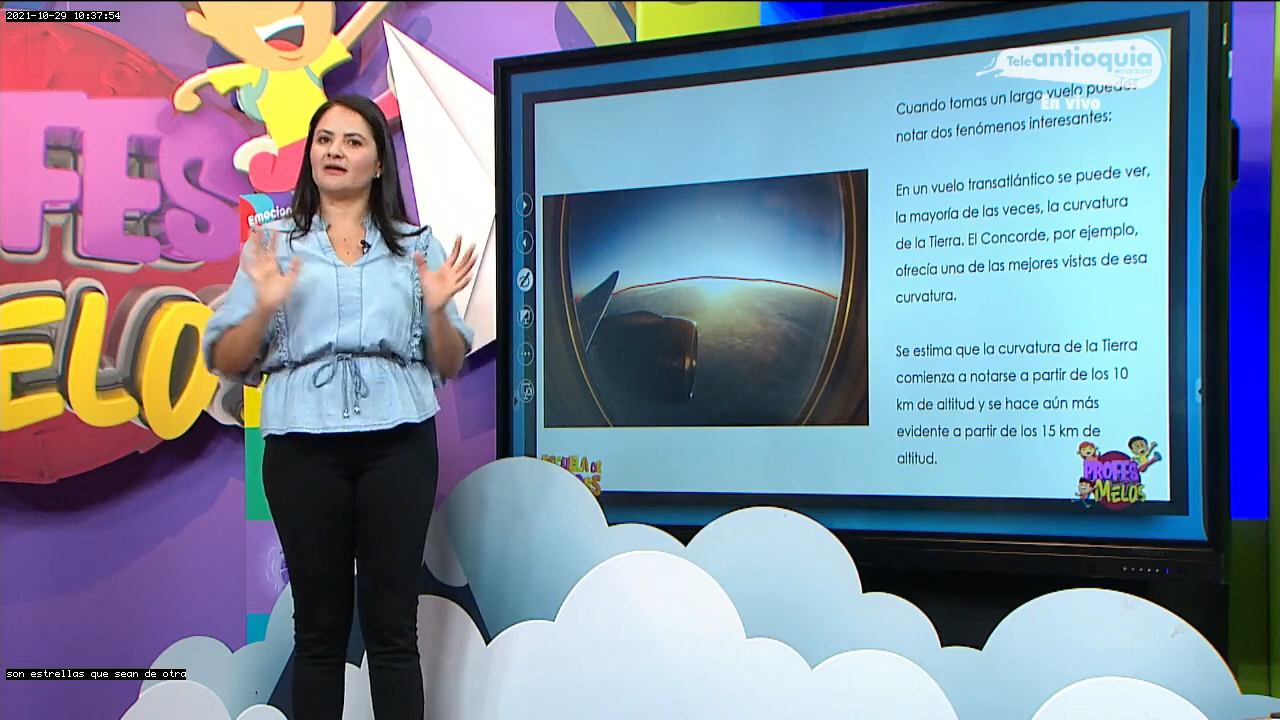 2021-10-29 10:37:54
Teleantioquia
En Vivo
FES
ELO
Emocion
Cuando tomas un largo vuelo puedes
notar dos fenómenos interesantes:
En un vuelo transatlántico se puede ver,
la mayoría de las veces, la curvatura
de la Tierra. El Concorde, por ejemplo,
ofrecía una de las mejores vistas de esa
curvatura.
Se estima que la curvatura de la Tierra
comienza a notarse a partir de los 10
km de altitud y se hace aún más
evidente a partir de los 15 km de
altitud.
PROFES
MELOS
son estrellas que sean de otro